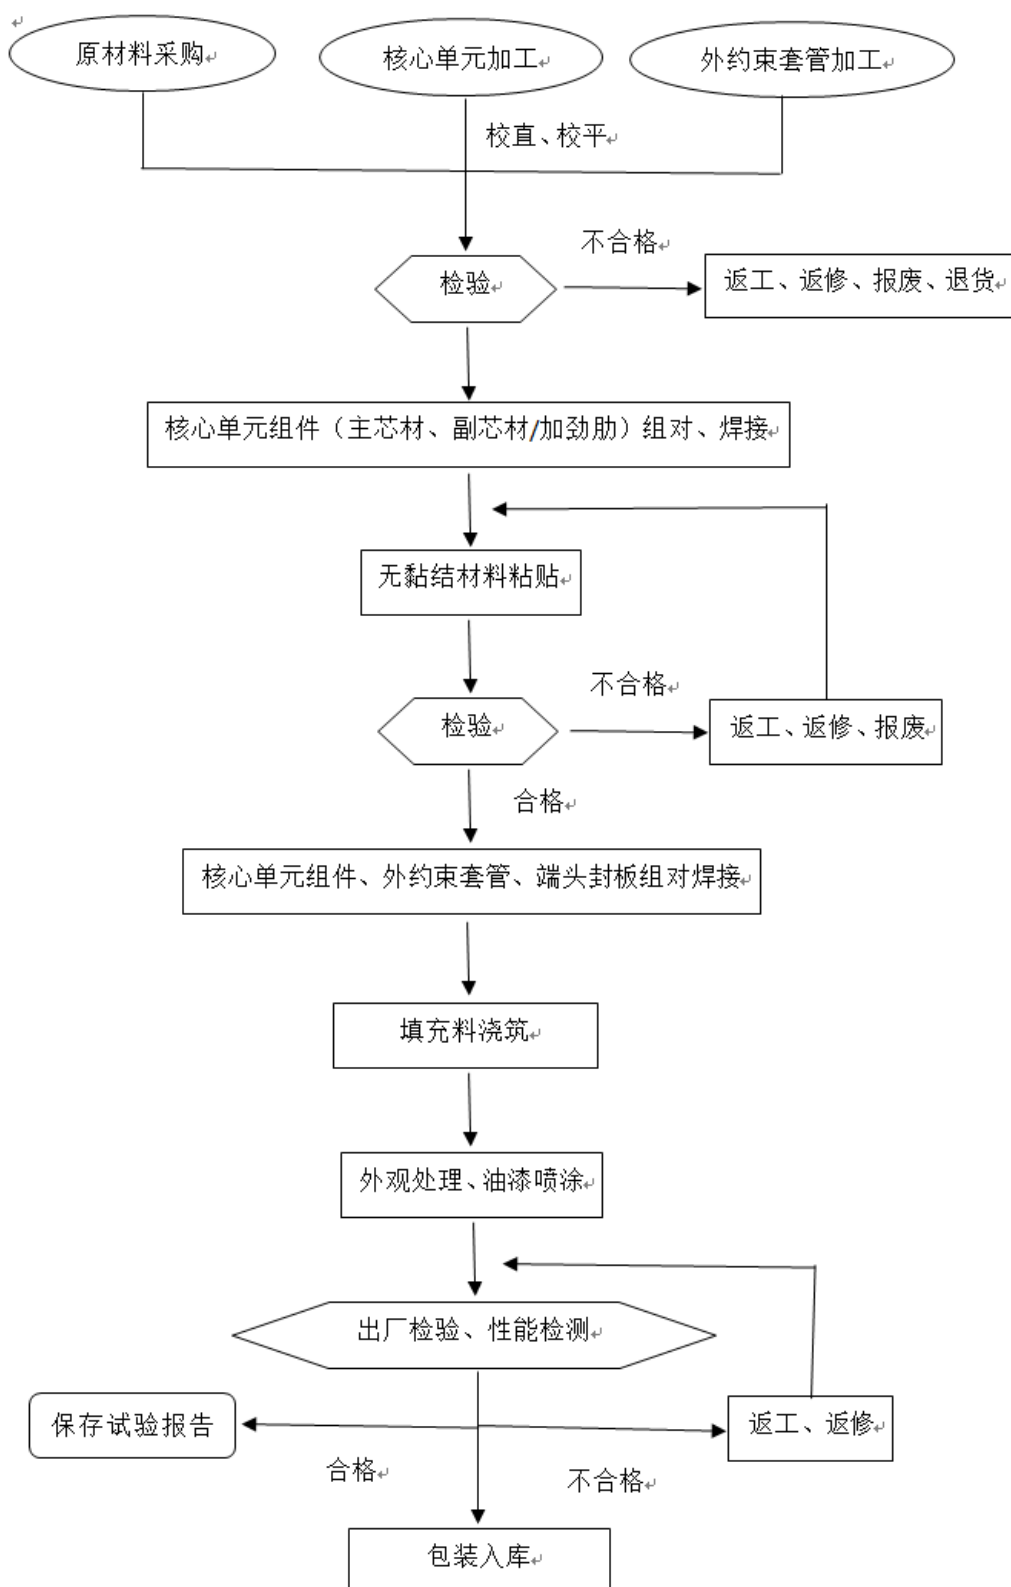 原材料采购
核心单元加工
外约束套管加工
校直、校平
不合格
检验
返工、返修、报废、退货
核心单元组件（主芯材、副芯材/加劲肋）组对、焊接
无黏结材料粘贴
不合格
检验
返工、返修、报废
合格
核心单元组件、外约束套管、端头封板组对焊接
填充料浇筑
外观处理、油漆喷涂
出厂检验、性能检测
保存试验报告
返工、返修
合格
不合格
包装入库